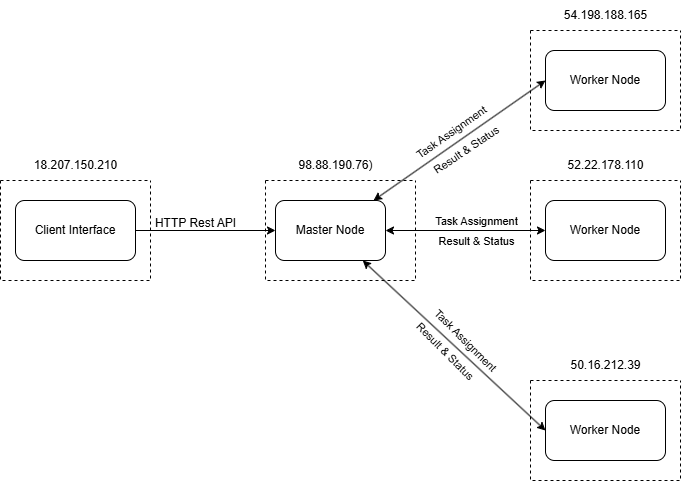 54.198.188.165
Worker Node
Task Assignment
Result & Status
18.207.150.210
98.88.190.76)
52.22.178.110
Client Interface
HTTP Rest API
Master Node
Task Assignment
Result & Status
Worker Node
Task Assignment
Result & Status
50.16.212.39
Worker Node